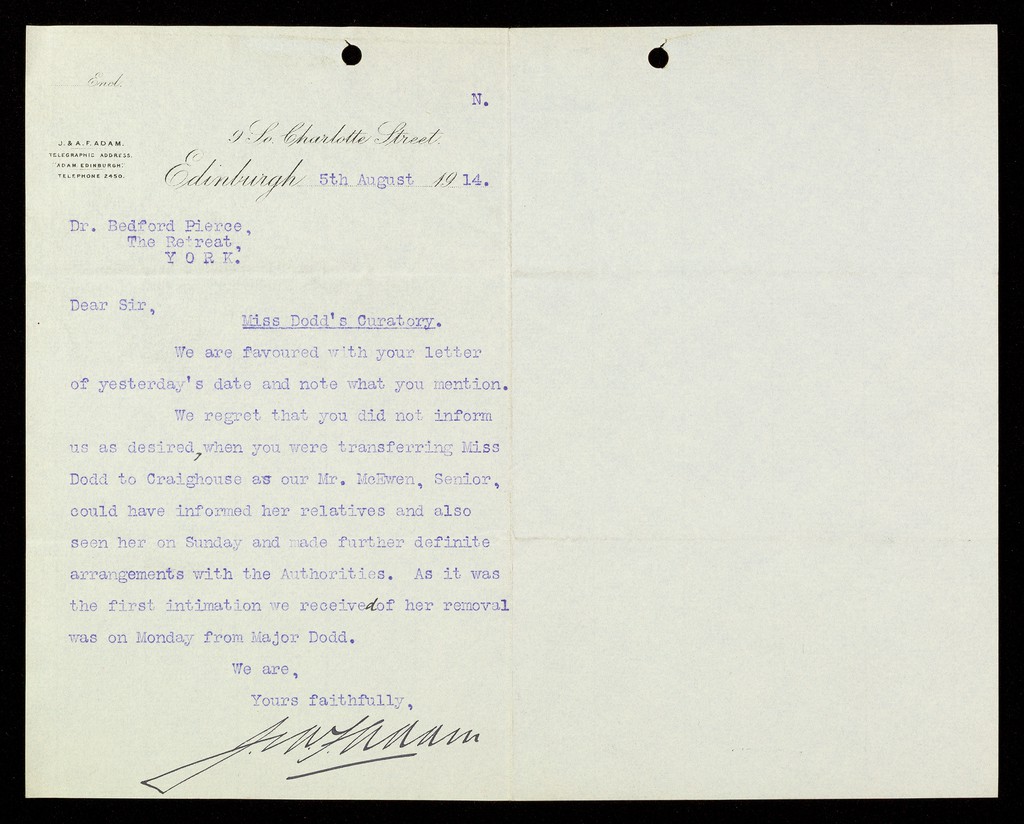 Encl.
N.
J. & A. F. ADAM.
TELEGRAPHIC ADDRESS.
"ADAM EDINBURGH."
TELEPHONE 2450.
9 So. Charlotte Street.
Edinburgh 5th August 1914.
Dr. Bedford Pierce,
The Retreat,
Y O R K.
Dear Sir,
Miss Dodd's Curatory.
We are favoured with your letter
of yesterday's date and note what you mention.
We regret that you did not inform
us as desired, when you were transferring Miss
Dodd to Craighouse as our Mr. McEwen, Senior,
could have informed her relatives and also
seen her on Sunday and made further definite
arrangements with the Authorities. As it was
the first intimation we received of her removal
was on Monday from Major Dodd.
We are,
Yours faithfully,
J. & A. F. Adam